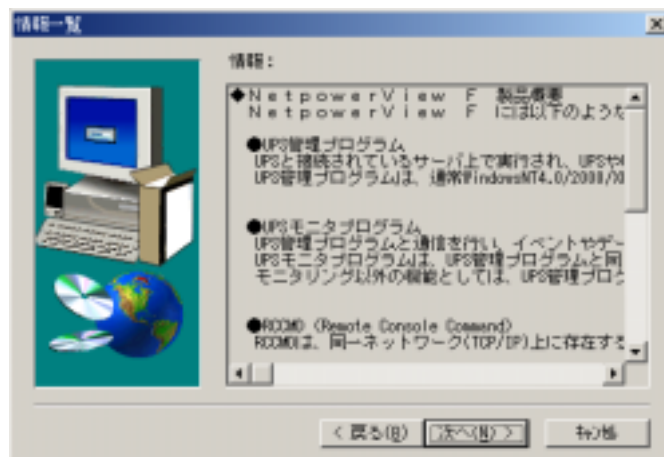 情報一覧
情報:
◆NetpowerView F 製品概要
NetpowerView F には以下のような
●UPS管理プログラム
UPSと接続されているサーバ上で実行され、UPSや
UPS管理プログラムは、通常WindowsNT4.0/2000/X
●UPSモニタプログラム
UPS管理プログラムと通信を行い、イベントやデー
UPSモニタプログラムは、UPS管理プログラムと同
モニタリング以外の機能としては、UPS管理プログ
●RCCMD (Remote Console Command)
RCCMDは、同一ネットワーク(TCP/IP)上に存在する
< 戻る(B)
次へ(N) >
キャンセル